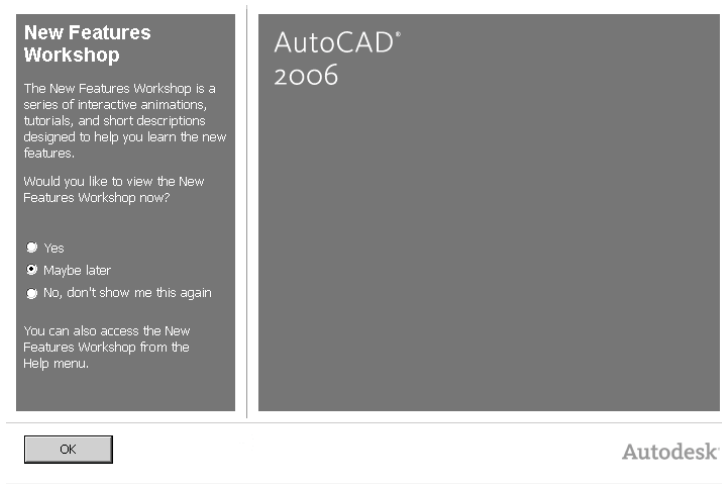 New Features
Workshop
The New Features Workshop is a
series of interactive animations,
tutorials, and short descriptions
designed to help you learn the new
features.
Would you like to view the New
Features Workshop now?
Yes
Maybe later
No, don't show me this again
You can also access the New
Features Workshop from the
Help menu.
AutoCAD®
2006
OK
Autodesk